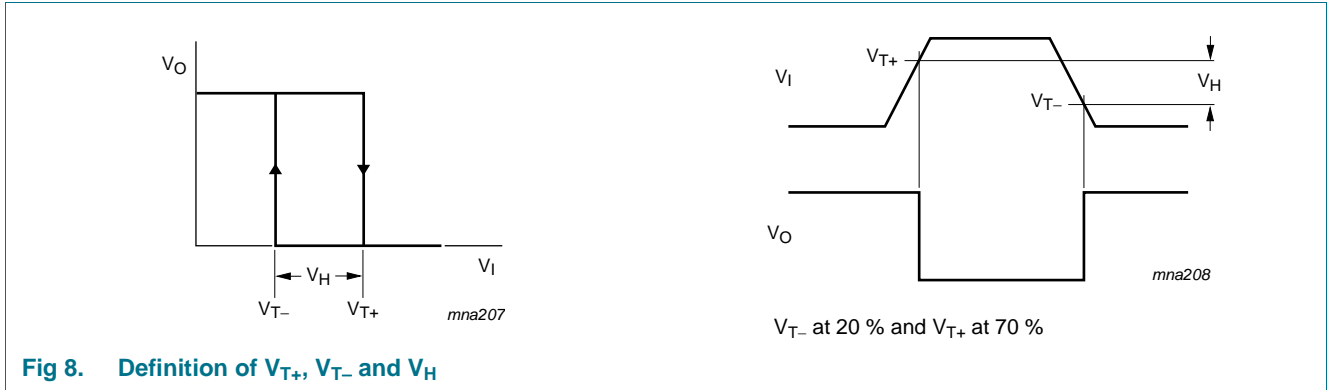 VO
VH
VI
VT−
VT+
mna207
VT+
VI
VT−
VH
VO
mna208
VT− at 20 % and VT+ at 70 %
Fig 8. Definition of VT+, VT− and VH